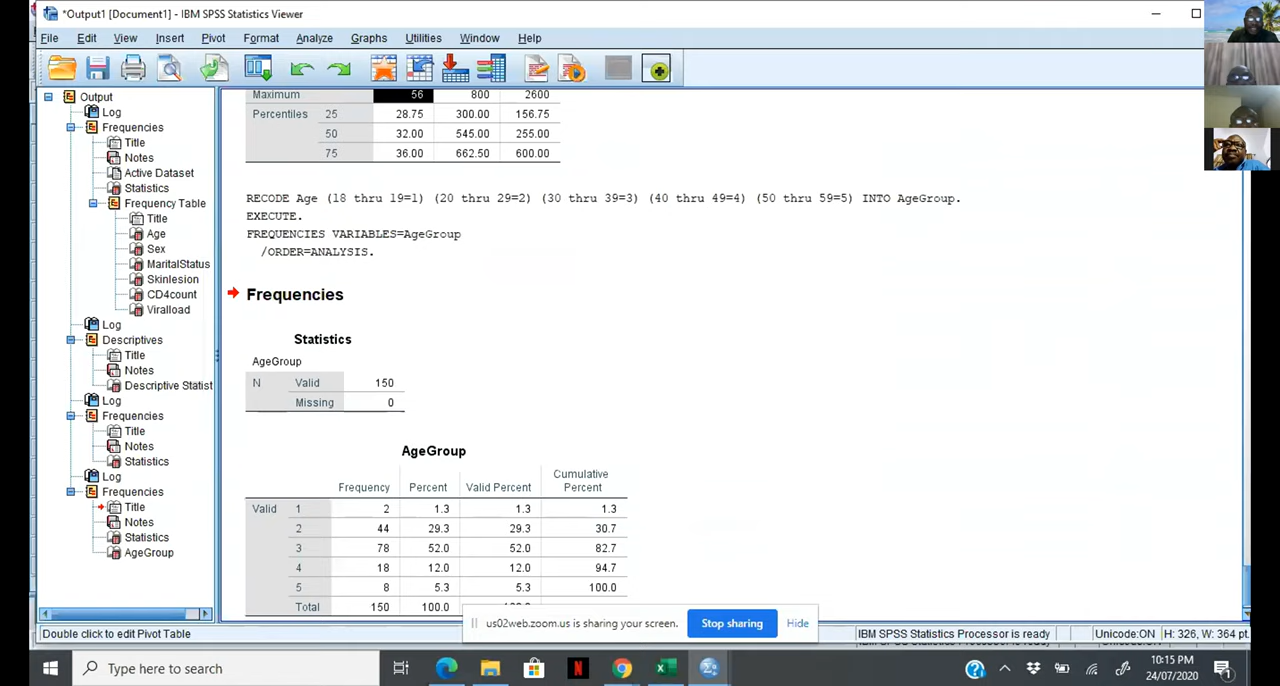 *Output1 [Document1] - IBM SPSS Statistics Viewer
File Edit View Insert Pivot Format Analyze Graphs Utilities Window Help
Output
Log
Frequencies
Title
Notes
Active Dataset
Statistics
Frequency Table
Title
Age
Sex
MaritalStatus
Skinlesion
CD4count
Viralload
Log
Descriptives
Title
Notes
Descriptive Statist
Log
Frequencies
Title
Notes
Statistics
Log
Frequencies
Title
Notes
Statistics
AgeGroup
Maximum 56 800 2600
Percentiles 25 28.75 300.00 156.75
50 32.00 545.00 255.00
75 36.00 662.50 600.00
RECODE Age (18 thru 19=1) (20 thru 29=2) (30 thru 39=3) (40 thru 49=4) (50 thru 59=5) INTO AgeGroup.
EXECUTE.
FREQUENCIES VARIABLES=AgeGroup
/ORDER=ANALYSIS.
Frequencies
Statistics
AgeGroup
N Valid 150
Missing 0
AgeGroup
Frequency Percent Valid Percent Cumulative Percent
Valid 1 2 1.3 1.3 1.3
2 44 29.3 29.3 30.7
3 78 52.0 52.0 82.7
4 18 12.0 12.0 94.7
5 8 5.3 5.3 100.0
Total 150 100.0
us02web.zoom.us is sharing your screen. Stop sharing Hide
Double click to edit Pivot Table
IBM SPSS Statistics Processor is ready Unicode:ON H: 326, W: 364 pt.
Type here to search
10:15 PM
24/07/2020